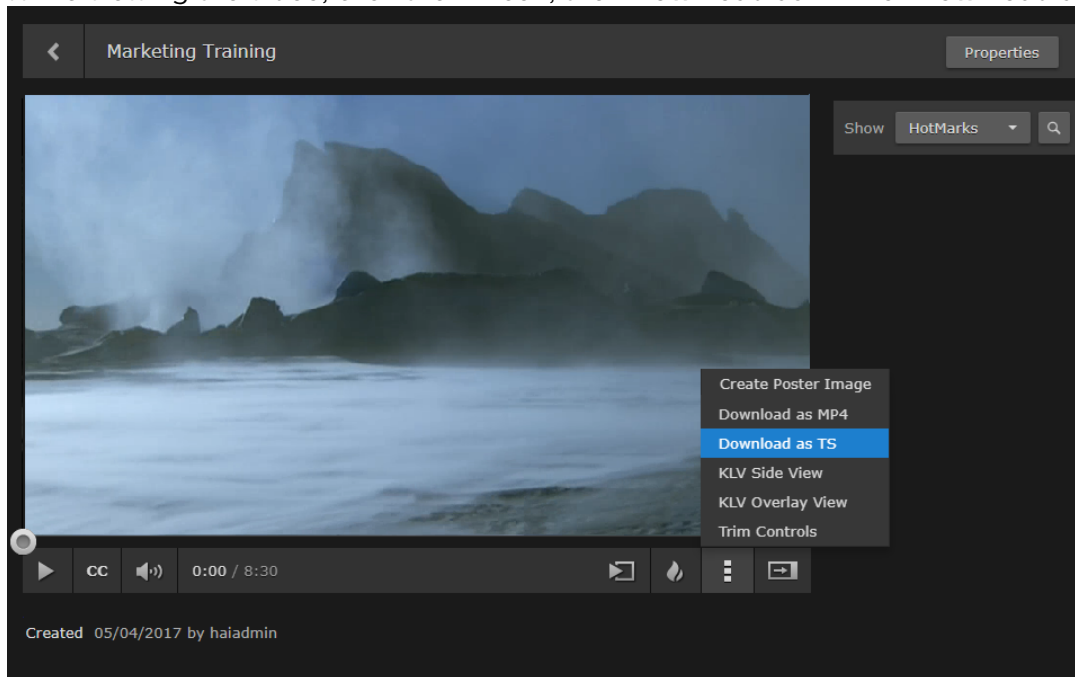 Marketing Training
Properties
Show HotMarks
Create Poster Image
Download as MP4
Download as TS
KLV Side View
KLV Overlay View
Trim Controls
CC 0:00 / 8:30
Created 05/04/2017 by haiadmin